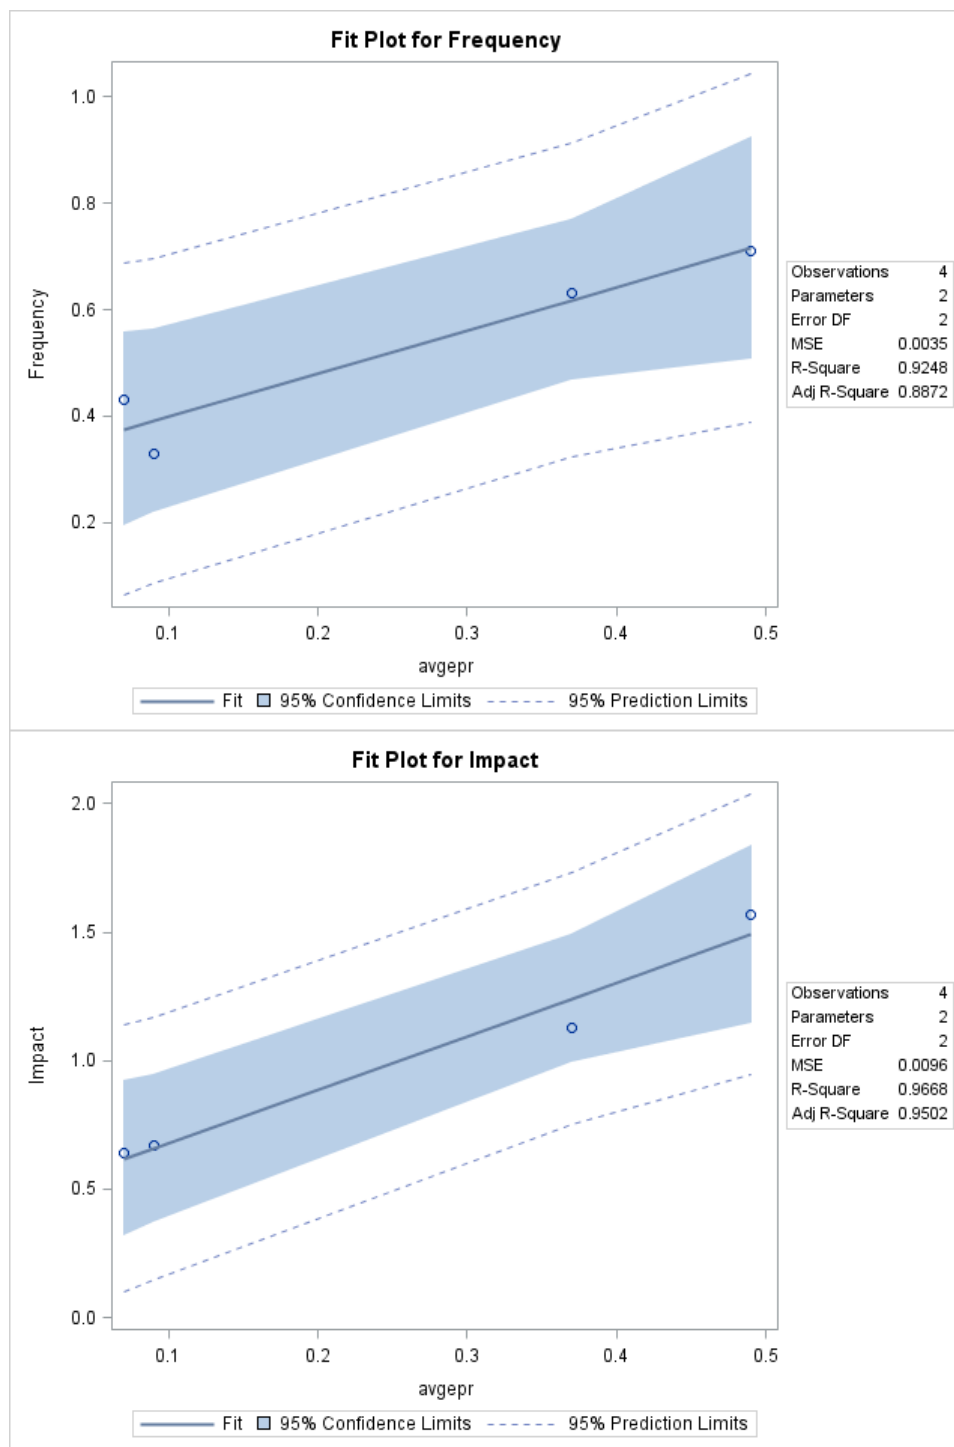 Fit Plot for Frequency
1.0
0.8
0.6
0.4
0.2
Frequency
0.1 0.2 0.3 0.4 0.5
avgepr
Fit 95% Confidence Limits 95% Prediction Limits
Observations 4
Parameters 2
Error DF 2
MSE 0.0035
R-Square 0.9248
Adj R-Square 0.8872
Fit Plot for Impact
2.0
1.5
1.0
0.5
0.0
Impact
0.1 0.2 0.3 0.4 0.5
avgepr
Fit 95% Confidence Limits 95% Prediction Limits
Observations 4
Parameters 2
Error DF 2
MSE 0.0096
R-Square 0.9668
Adj R-Square 0.9502